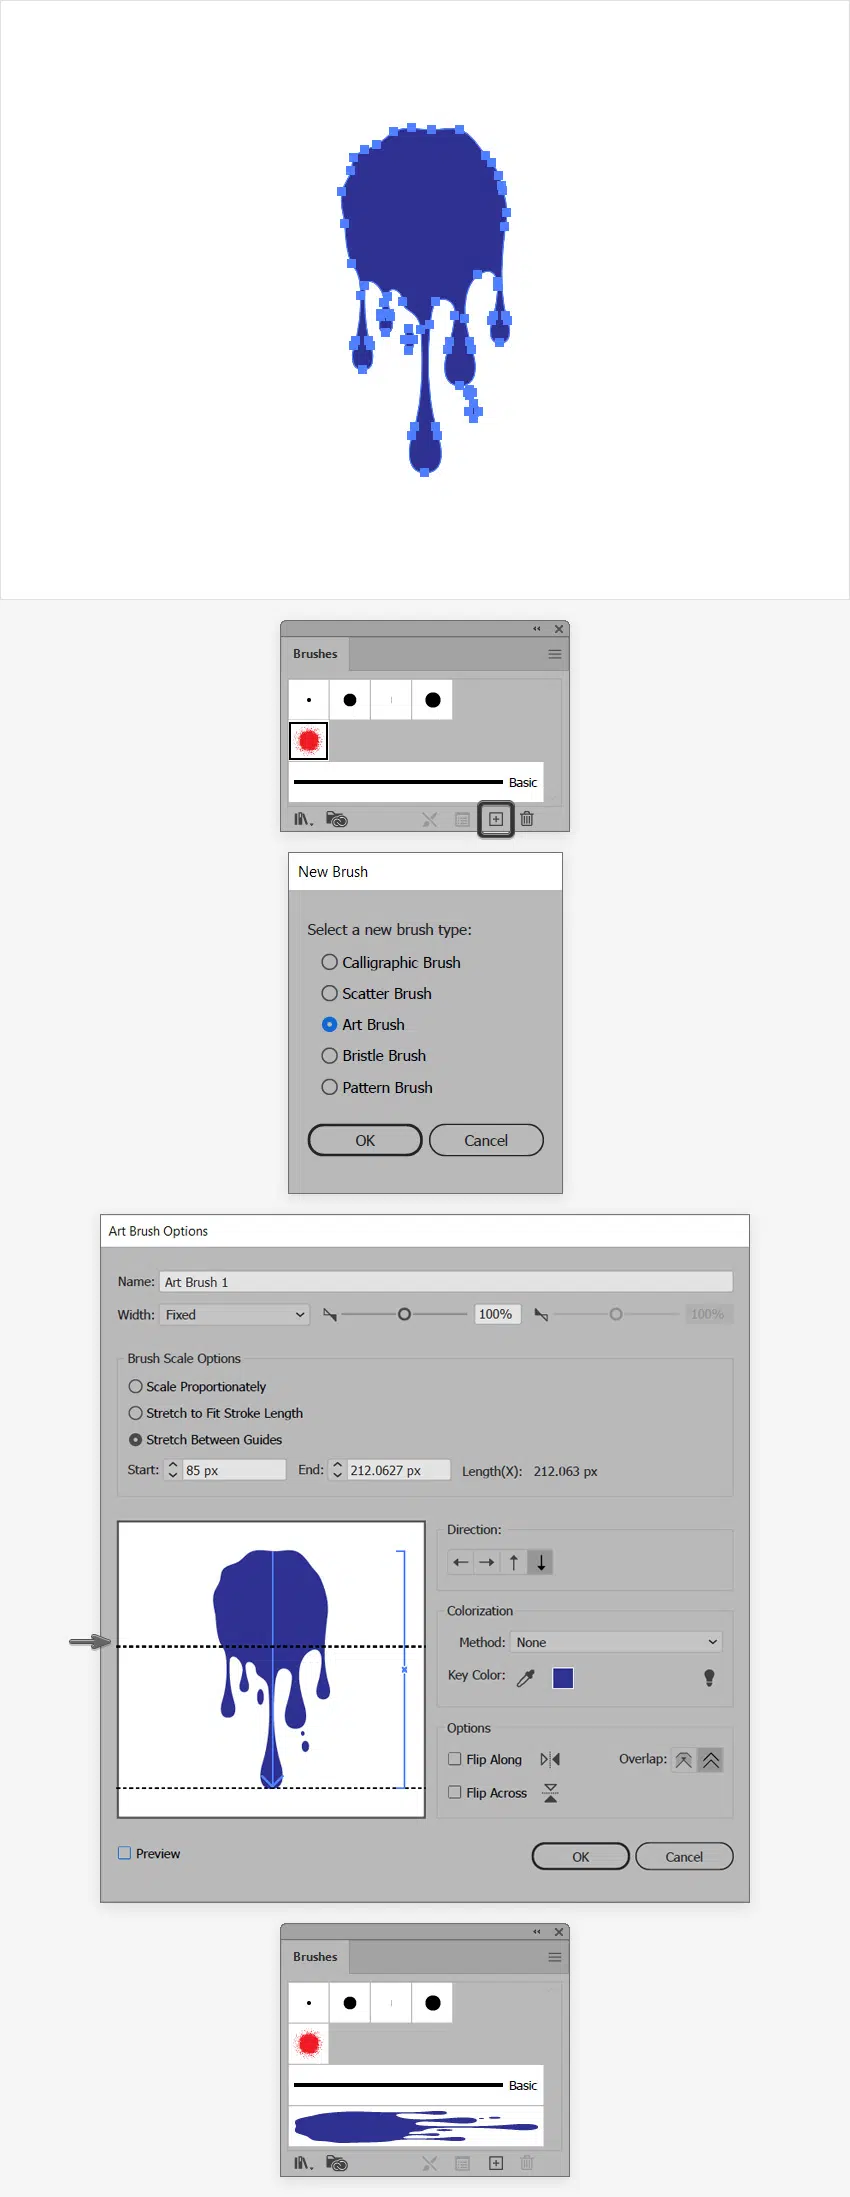 Brushes
Basic
New Brush
Select a new brush type:
Calligraphic Brush
Scatter Brush
Art Brush
Bristle Brush
Pattern Brush
OK Cancel
Art Brush Options
Name: Art Brush 1
Width: Fixed 100% 100%
Brush Scale Options
Scale Proportionately
Stretch to Fit Stroke Length
Stretch Between Guides
Start: 85 px End: 212.0627 px Length(X): 212.063 px
Direction:
Colorization
Method: None
Key Color:
Options
Flip Along Overlap:
Flip Across
Preview OK Cancel
Brushes
Basic